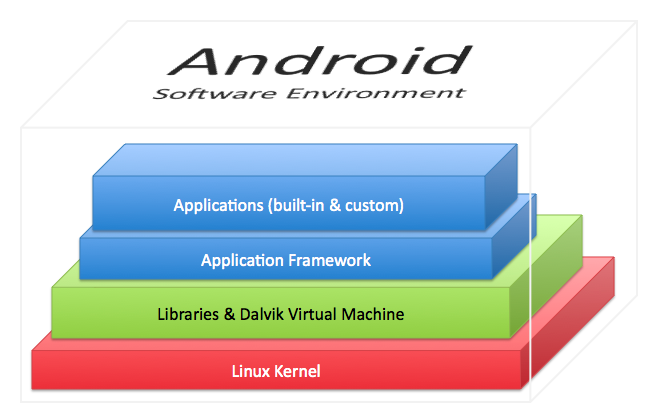 Android
Software Environment
Applications (built-in & custom)
Application Framework
Libraries & Dalvik Virtual Machine
Linux Kernel